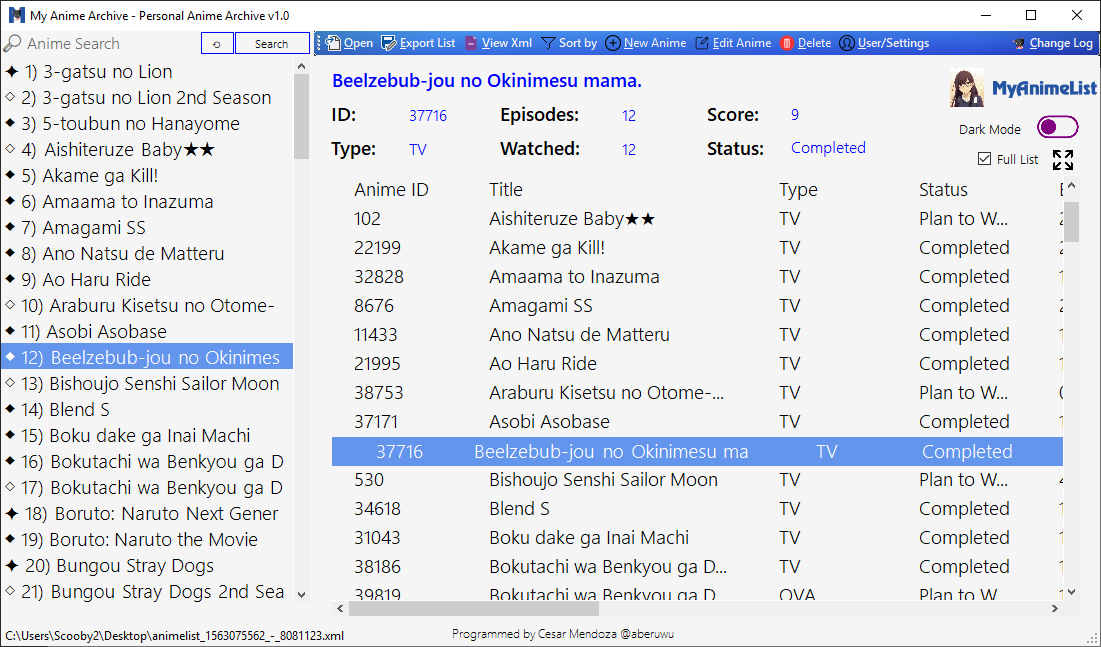 My Anime Archive - Personal Anime Archive v1.0
Anime Search
Search
Open Export List View Xml Sort by New Anime Edit Anime Delete User/Settings Change Log
✦ 1) 3-gatsu no Lion
◇ 2) 3-gatsu no Lion 2nd Season
◆ 3) 5-toubun no Hanayome
◇ 4) Aishiteruze Baby★★
◆ 5) Akame ga Kill!
◆ 6) Amaama to Inazuma
◆ 7) Amagami SS
◆ 8) Ano Natsu de Matteru
◆ 9) Ao Haru Ride
◇ 10) Araburu Kisetsu no Otome-
◆ 11) Asobi Asobase
◆ 12) Beelzebub-jou no Okinimes
◇ 13) Bishoujo Senshi Sailor Moon
◆ 14) Blend S
◆ 15) Boku dake ga Inai Machi
◆ 16) Bokutachi wa Benkyou ga D
◇ 17) Bokutachi wa Benkyou ga D
✦ 18) Boruto: Naruto Next Gener
◆ 19) Boruto: Naruto the Movie
✦ 20) Bungou Stray Dogs
◇ 21) Bungou Stray Dogs 2nd Sea
Beelzebub-jou no Okinimesu mama.
ID: 37716 Episodes: 12 Score: 9
Type: TV Watched: 12 Status: Completed
MyAnimeList
Dark Mode
Full List
Anime ID Title Type Status
102 Aishiteruze Baby★★ TV Plan to W...
22199 Akame ga Kill! TV Completed
32828 Amaama to Inazuma TV Completed
8676 Amagami SS TV Completed
11433 Ano Natsu de Matteru TV Completed
21995 Ao Haru Ride TV Completed
38753 Araburu Kisetsu no Otome-... TV Plan to W...
37171 Asobi Asobase TV Completed
37716 Beelzebub-jou no Okinimesu ma TV Completed
530 Bishoujo Senshi Sailor Moon TV Plan to W...
34618 Blend S TV Completed
31043 Boku dake ga Inai Machi TV Completed
38186 Bokutachi wa Benkyou ga D... TV Completed
39819 Bokutachi wa Benkyou ga D OVA Plan to W
C:\Users\Scooby2\Desktop\animelist_1563075562_-_8081123.xml
Programmed by Cesar Mendoza @aberuwu